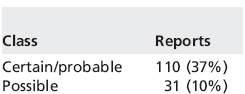 Class Reports
Certain/probable 110 (37%)
Possible 31 (10%)